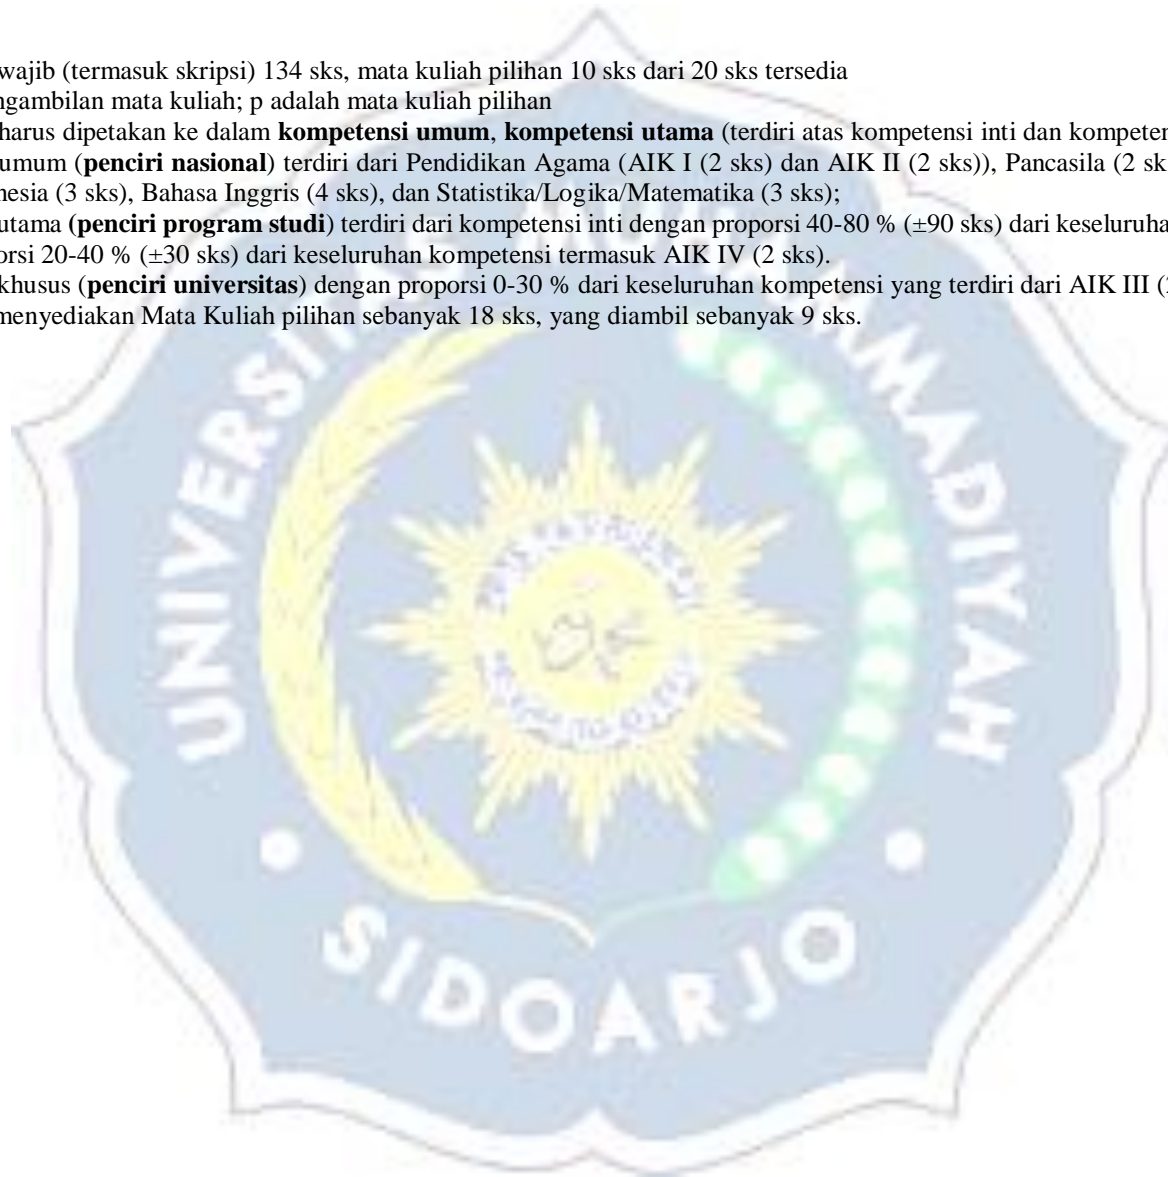 wajib (termasuk skripsi) 134 sks, mata kuliah pilihan 10 sks dari 20 sks tersedia
ngambilan mata kuliah; p adalah mata kuliah pilihan
harus dipetakan ke dalam kompetensi umum, kompetensi utama (terdiri atas kompetensi inti dan kompeten
umum (penciri nasional) terdiri dari Pendidikan Agama (AIK I (2 sks) dan AIK II (2 sks)), Pancasila (2 sk
nesia (3 sks), Bahasa Inggris (4 sks), dan Statistika/Logika/Matematika (3 sks);
utama (penciri program studi) terdiri dari kompetensi inti dengan proporsi 40-80 % (±90 sks) dari keseluruha
orsi 20-40 % (±30 sks) dari keseluruhan kompetensi termasuk AIK IV (2 sks).
khusus (penciri universitas) dengan proporsi 0-30 % dari keseluruhan kompetensi yang terdiri dari AIK III (2
menyediakan Mata Kuliah pilihan sebanyak 18 sks, yang diambil sebanyak 9 sks.
SIDOARJO